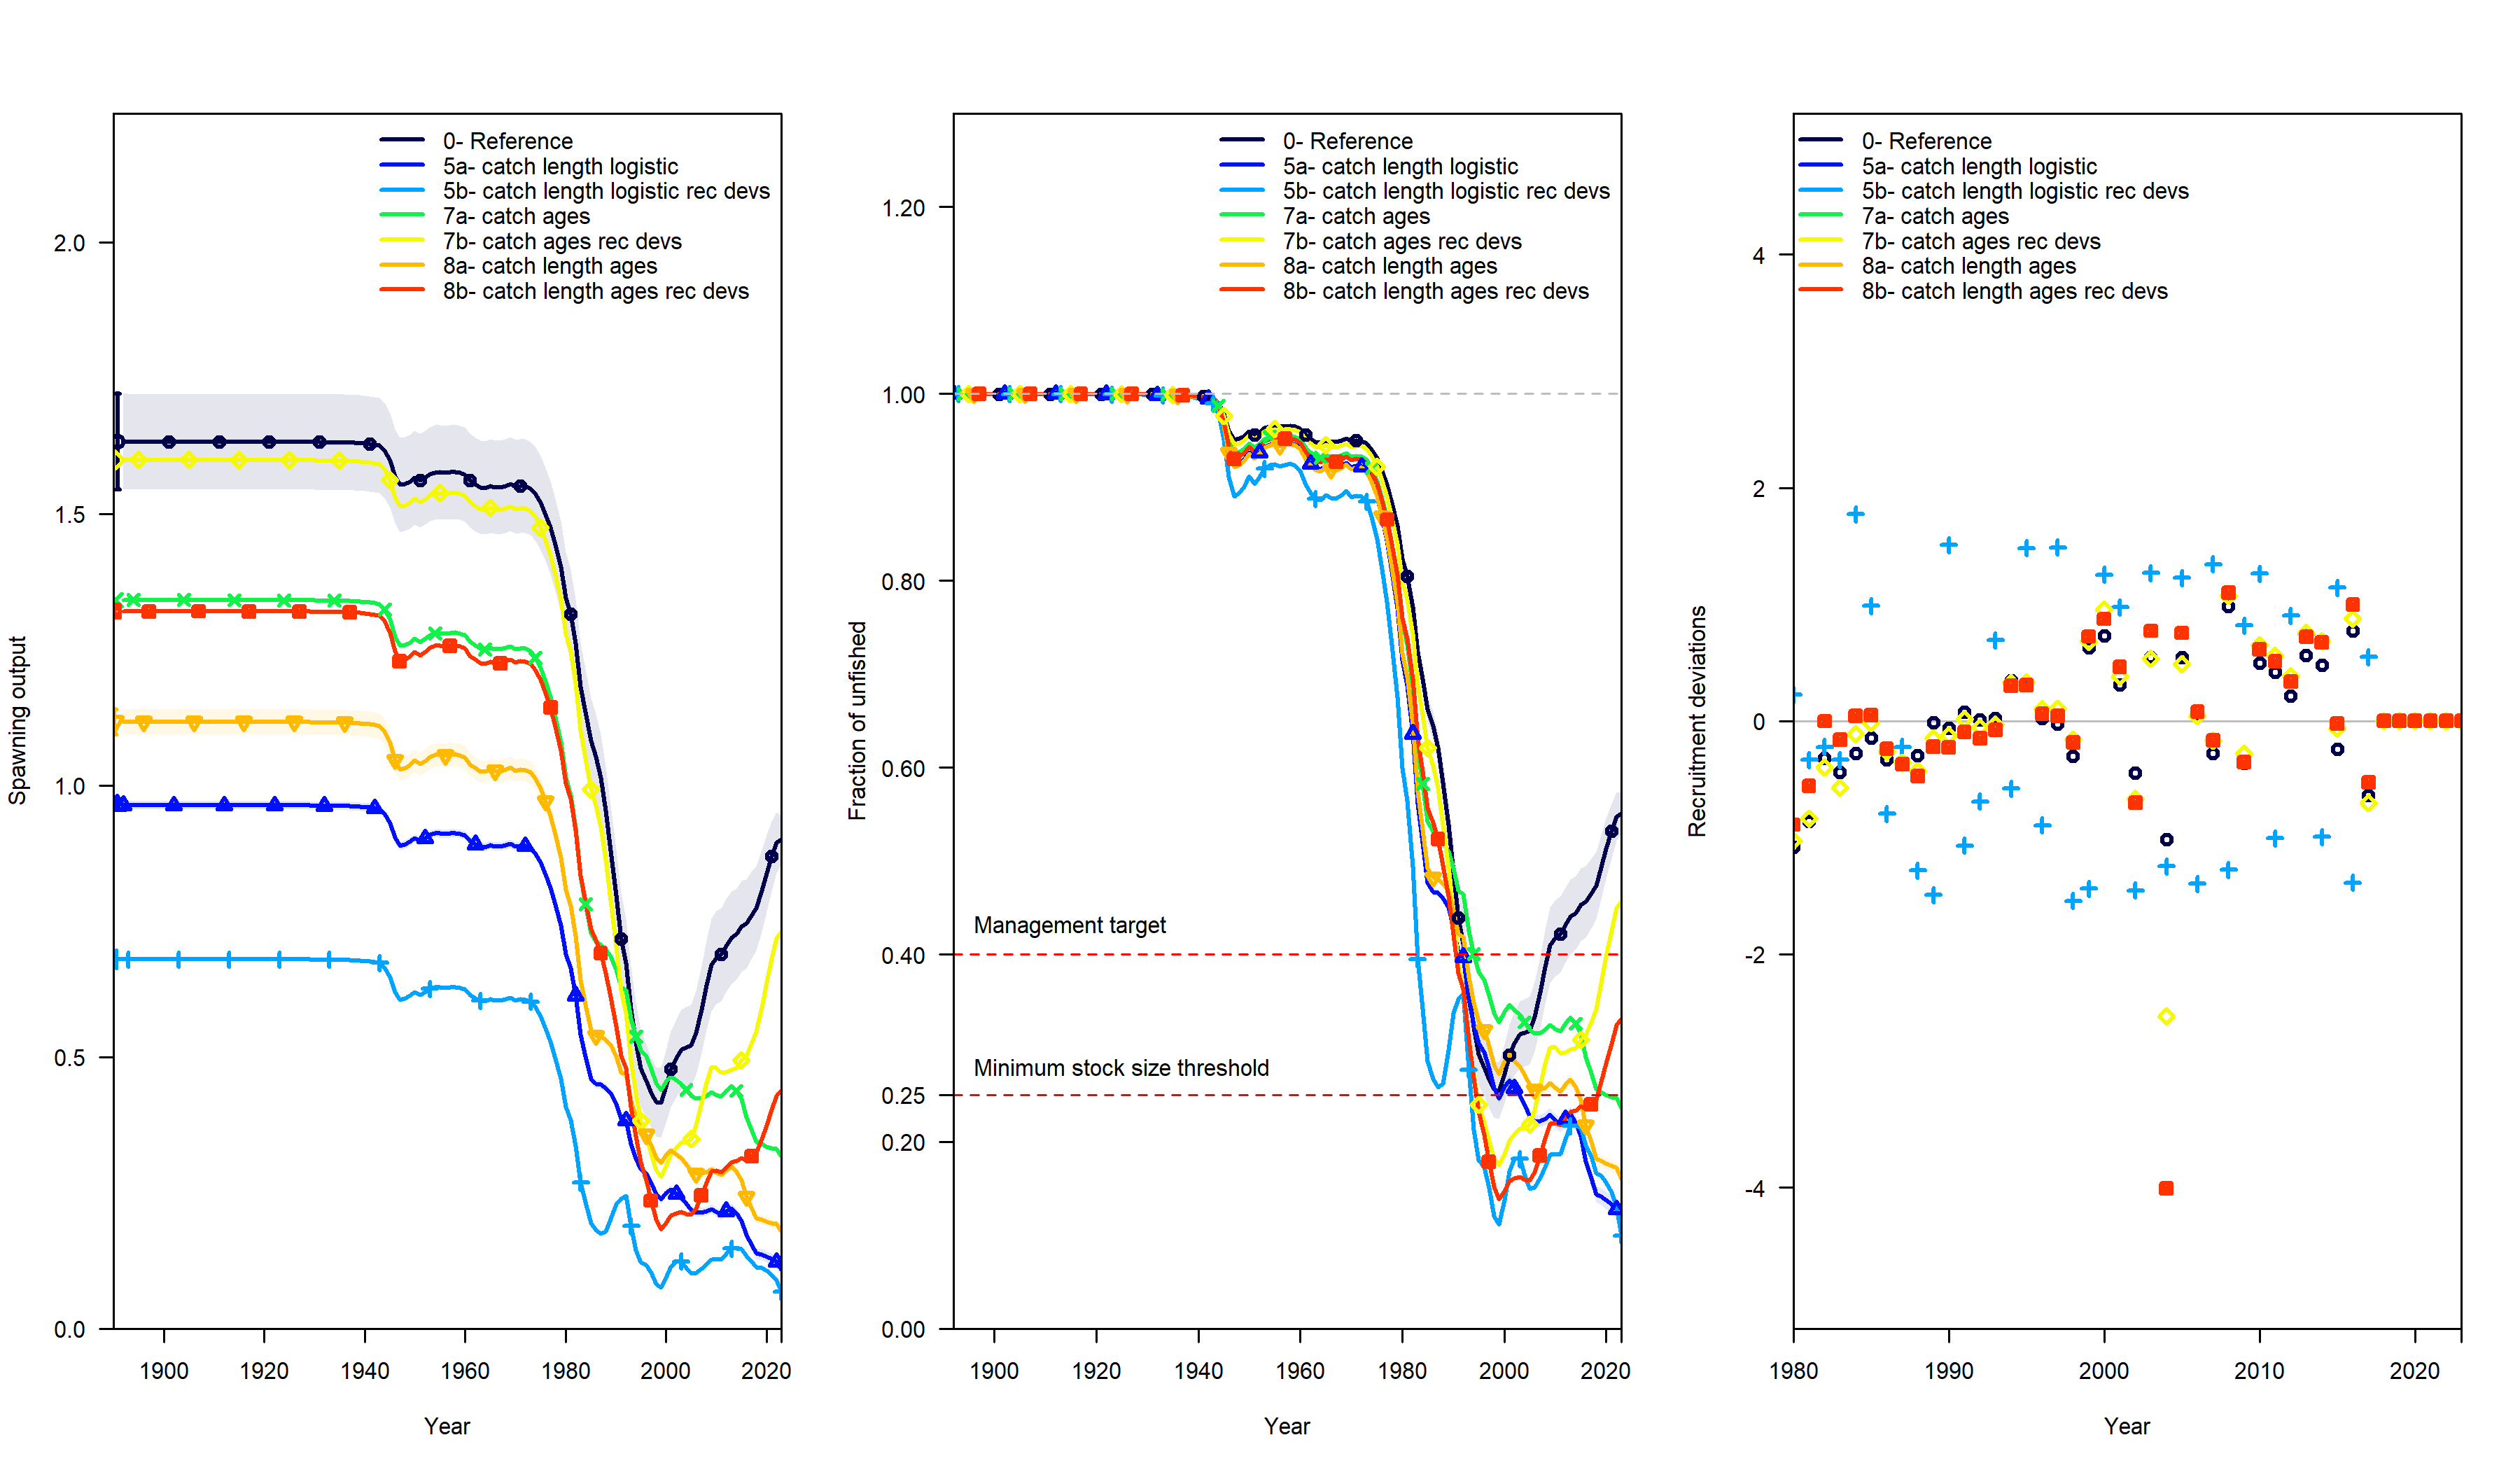 0- Reference
5a- catch length logistic
5b- catch length logistic rec devs
7a- catch ages
7b- catch ages rec devs
8a- catch length ages
8b- catch length ages rec devs
2.0
1.5
1.0
0.5
0.0
Spawning output
1900 1920 1940 1960 1980 2000 2020
Year
0- Reference
5a- catch length logistic
5b- catch length logistic rec devs
7a- catch ages
7b- catch ages rec devs
8a- catch length ages
8b- catch length ages rec devs
1.20
1.00
0.80
0.60
0.40
0.25
0.20
0.00
Fraction of unfished
Management target
Minimum stock size threshold
1900 1920 1940 1960 1980 2000 2020
Year
0- Reference
5a- catch length logistic
5b- catch length logistic rec devs
7a- catch ages
7b- catch ages rec devs
8a- catch length ages
8b- catch length ages rec devs
4
2
0
-2
-4
Recruitment deviations
1980 1990 2000 2010 2020
Year